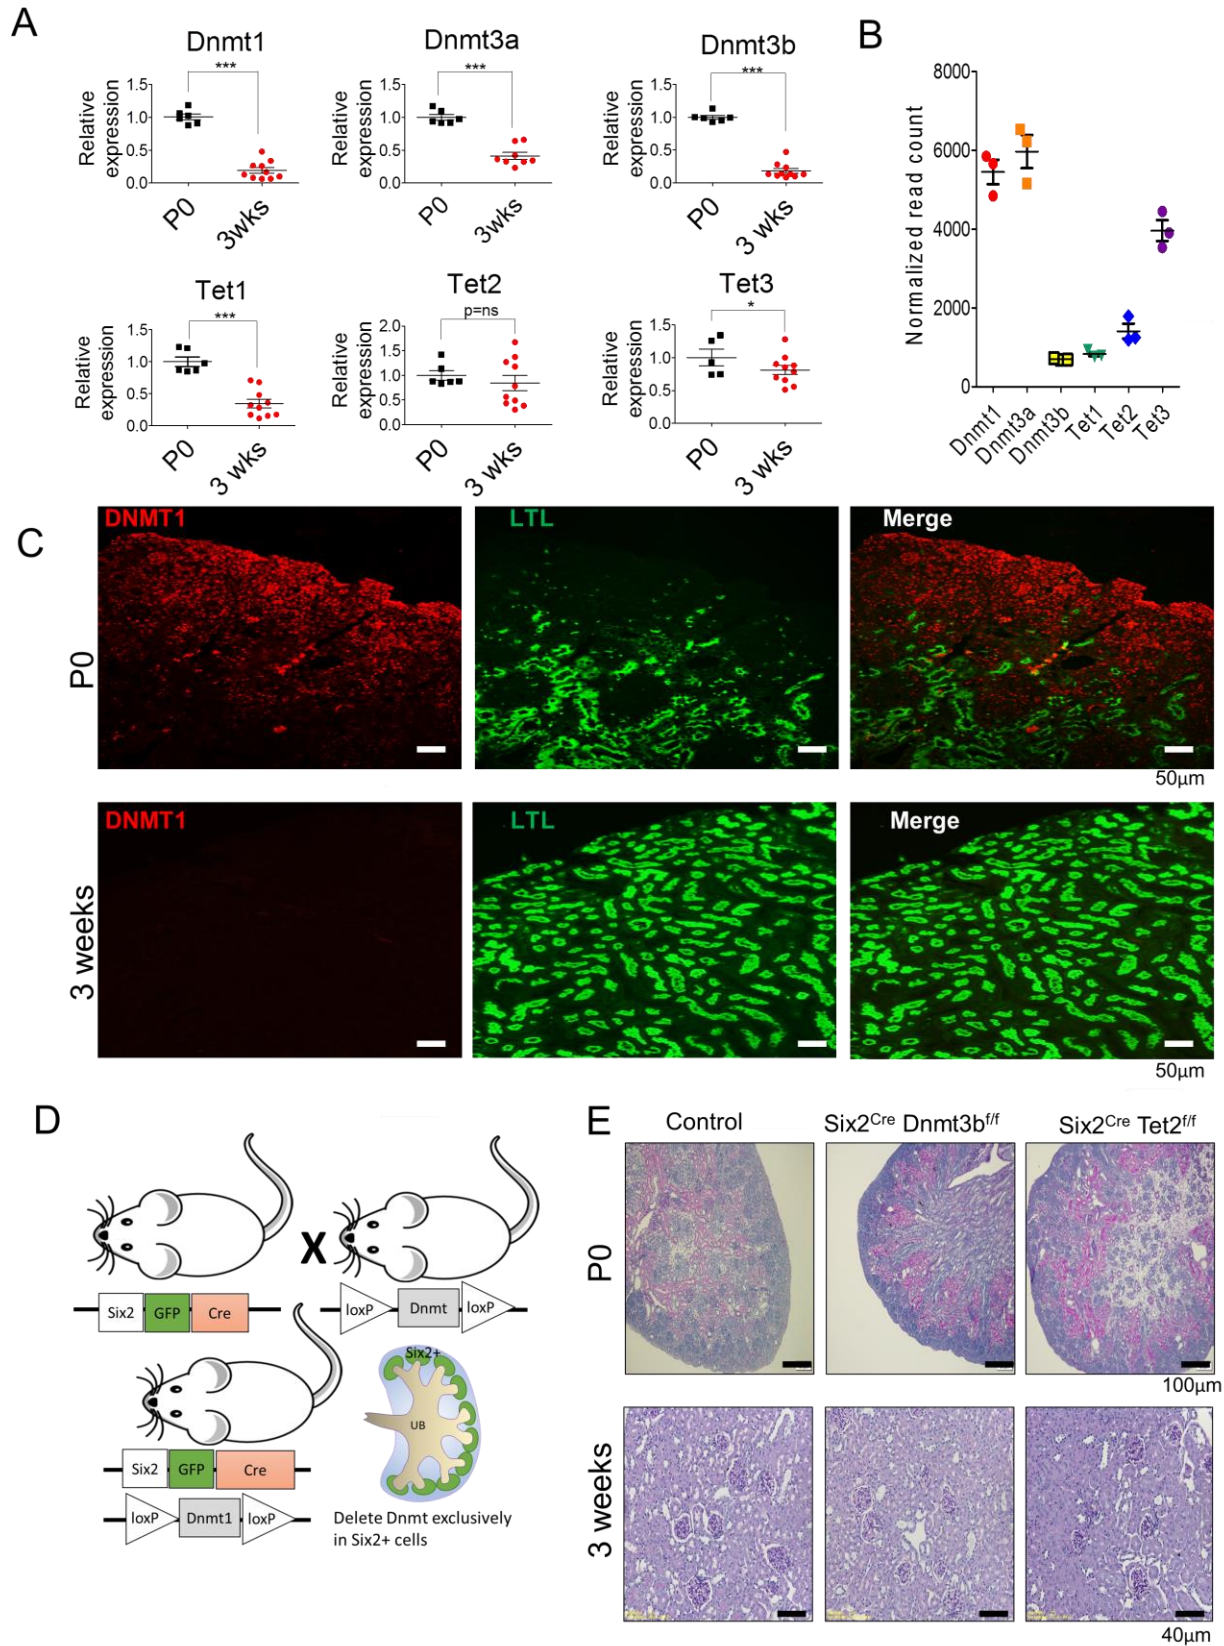 A
Dnmt1
***
Relative expression
1.5
1.0
0.5
0.0
P0
3wks
Dnmt3a
***
Relative expression
1.5
1.0
0.5
0.0
P0
3wks
Dnmt3b
***
Relative expression
1.5
1.0
0.5
0.0
P0
3 wks
Tet1
***
Relative expression
1.5
1.0
0.5
0.0
P0
3 wks
Tet2
p=ns
Relative expression
2.0
1.5
1.0
0.5
0.0
P0
3 wks
Tet3
*
Relative expression
1.5
1.0
0.5
0.0
P0
3 wks
B
Normalized read count
8000
6000
4000
2000
0
Dnmt1
Dnmt3a
Dnmt3b
Tet1
Tet2
Tet3
C
P0
DNMT1
LTL
Merge
50µm
3 weeks
DNMT1
LTL
Merge
50µm
D
X
Six2 GFP Cre
loxP Dnmt loxP
Six2+
UB
Six2 GFP Cre
loxP Dnmt1 loxP
Delete Dnmt exclusively
in Six2+ cells
E
Control
Six2Cre Dnmt3bf/f
Six2Cre Tet2f/f
P0
100µm
3 weeks
40µm